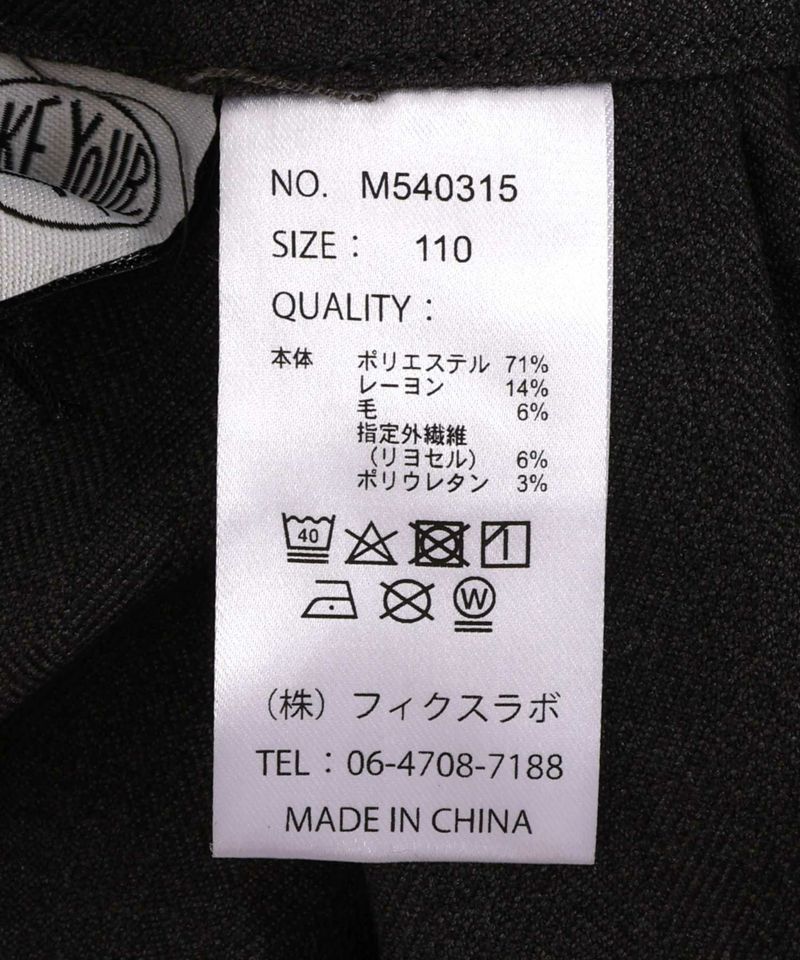 YOUR
NO. M540315
SIZE： 110
QUALITY：
本体 ポリエステル 71%
レーヨン 14%
毛 6%
指定外繊維
（リヨセル） 6%
ポリウレタン 3%
40
W
（株）フィクスラボ
TEL：06-4708-7188
MADE IN CHINA